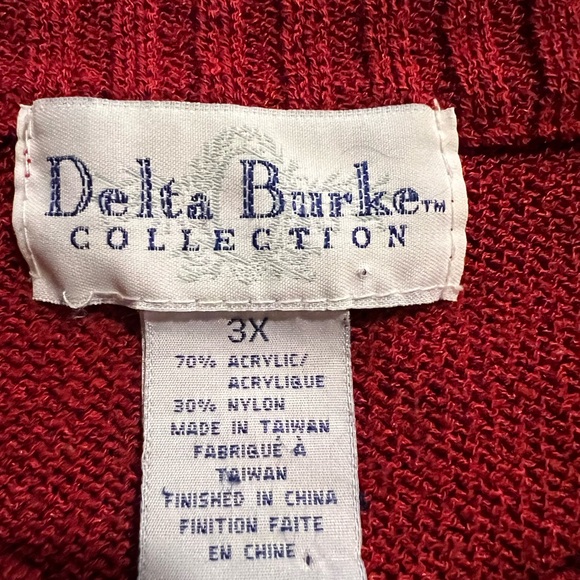 Delta Burke™
COLLECTION
3X
70% ACRYLIC/
ACRYLIQUE
30% NYLON
MADE IN TAIWAN
FABRIQUÉ À
TAIWAN
FINISHED IN CHINA
FINITION FAITE
EN CHINE